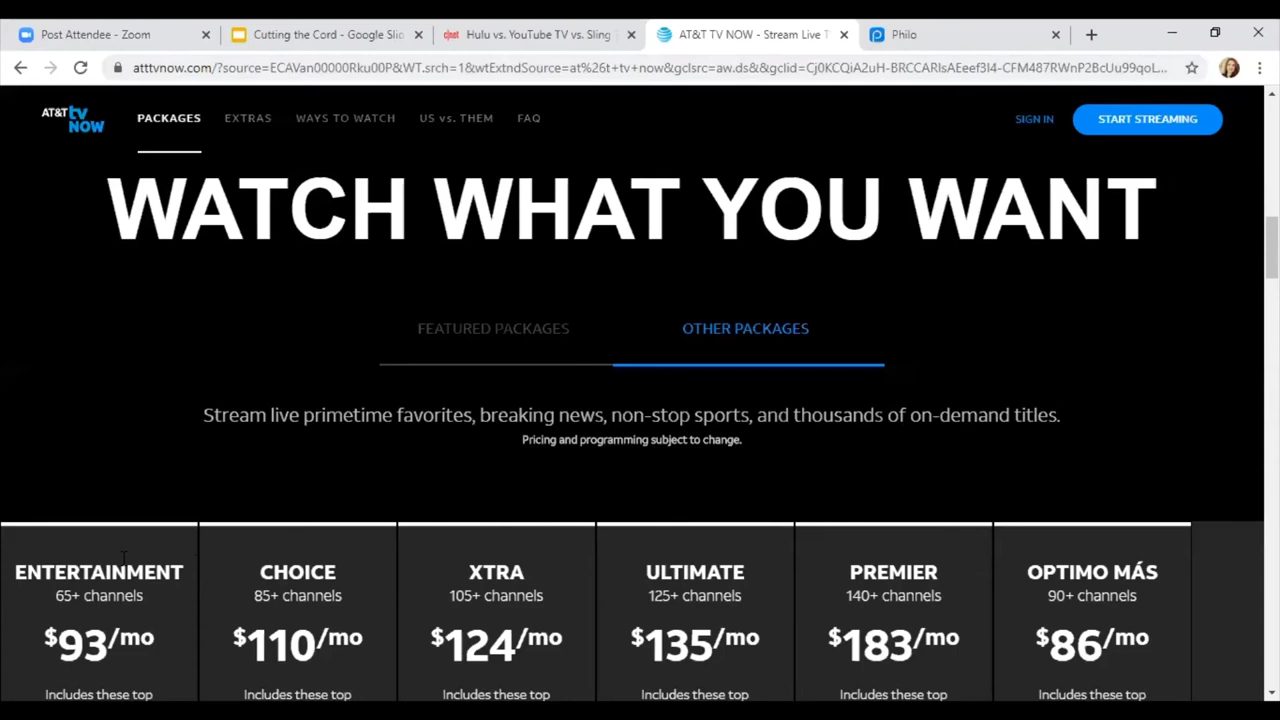 Post Attendee - Zoom
Cutting the Cord - Google Slid
cnet
Hulu vs. YouTube TV vs. Sling
AT&T TV NOW - Stream Live T
Philo
atttvnow.com/?source=ECAVan00000Rku00P&WT.srch=1&wtExtndSource=at%26t+tv+now&gclsrc=aw.ds&&gclid=Cj0KCQiA2uH-BRCCARIsAEeef3l4-CFM487RWnP2BcUu99qoL...
AT&T tv NOW
PACKAGES
EXTRAS
WAYS TO WATCH
US vs. THEM
FAQ
SIGN IN
START STREAMING
WATCH WHAT YOU WANT
FEATURED PACKAGES
OTHER PACKAGES
Stream live primetime favorites, breaking news, non-stop sports, and thousands of on-demand titles.
Pricing and programming subject to change.
ENTERTAINMENT
65+ channels
$93/mo
Includes these top
CHOICE
85+ channels
$110/mo
Includes these top
XTRA
105+ channels
$124/mo
Includes these top
ULTIMATE
125+ channels
$135/mo
Includes these top
PREMIER
140+ channels
$183/mo
Includes these top
OPTIMO MÁS
90+ channels
$86/mo
Includes these top